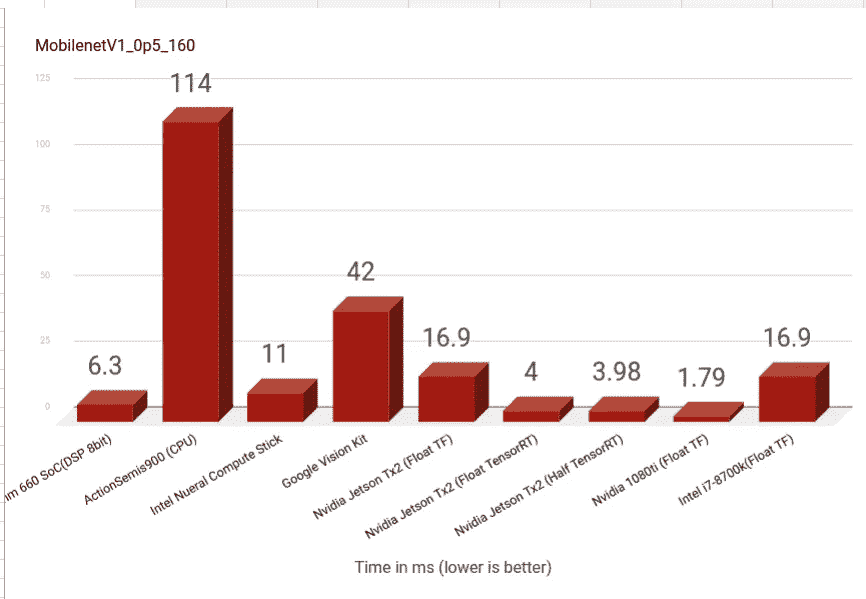 MobilenetV1_0p5_160
125
100
75
50
25
0
6.3
114
11
42
16.9
4
3.98
1.79
16.9
660 SoC(DSP 8bit)
ActionSemis900 (CPU)
Intel Nueral Compute Stick
Google Vision Kit
Nvidia Jetson Tx2 (Float TF)
Nvidia Jetson Tx2 (Float TensorRT)
Nvidia Jetson Tx2 (Half TensorRT)
Nvidia 1080ti (Float TF)
Intel i7-8700k(Float TF)
Time in ms (lower is better)